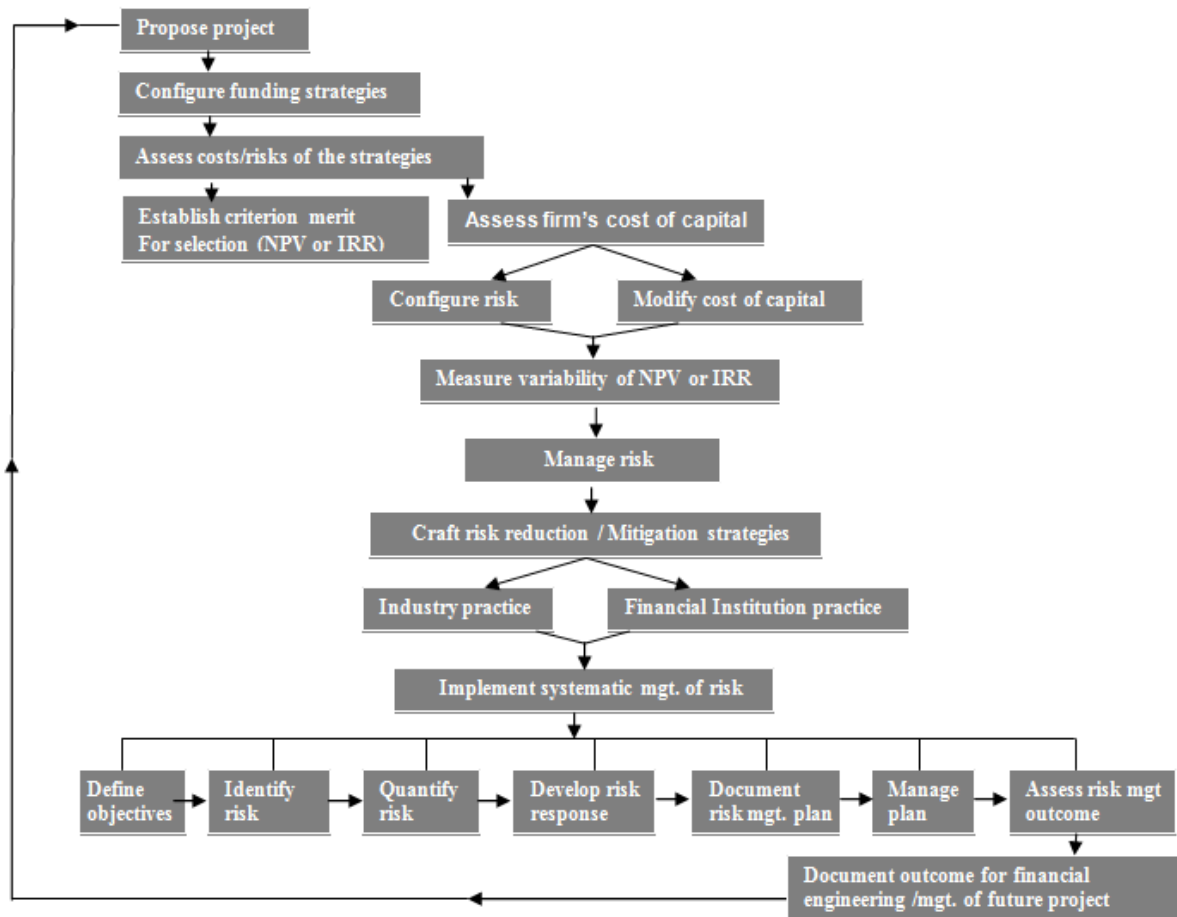 Propose project
Configure funding strategies
Assess costs/risks of the strategies
Establish criterion merit
For selection (NPV or IRR)
Assess firm's cost of capital
Configure risk
Modify cost of capital
Measure variability of NPV or IRR
Manage risk
Craft risk reduction / Mitigation strategies
Industry practice
Financial Institution practice
Implement systematic mgt. of risk
Define
objectives
Identify
risk
Quantify
risk
Develop risk
response
Document
risk mgt. plan
Manage
plan
Assess risk mgt
outcome
Document outcome for financial
engineering /mgt. of future project